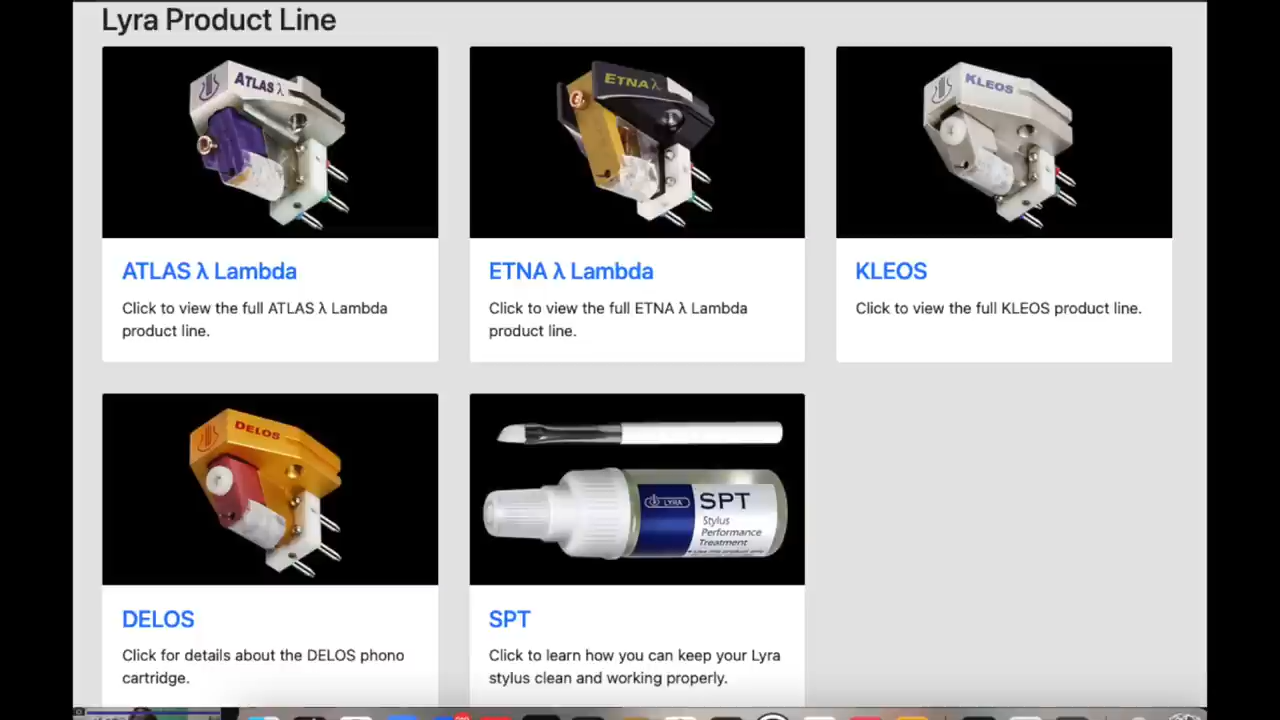 Lyra Product Line
ATLAS λ
ETNA λ
KLEOS
ATLAS λ Lambda
Click to view the full ATLAS λ Lambda
product line.
ETNA λ Lambda
Click to view the full ETNA λ Lambda
product line.
KLEOS
Click to view the full KLEOS product line.
DELOS
LYRA
SPT
Stylus
Performance
Treatment
DELOS
Click for details about the DELOS phono
cartridge.
SPT
Click to learn how you can keep your Lyra
stylus clean and working properly.